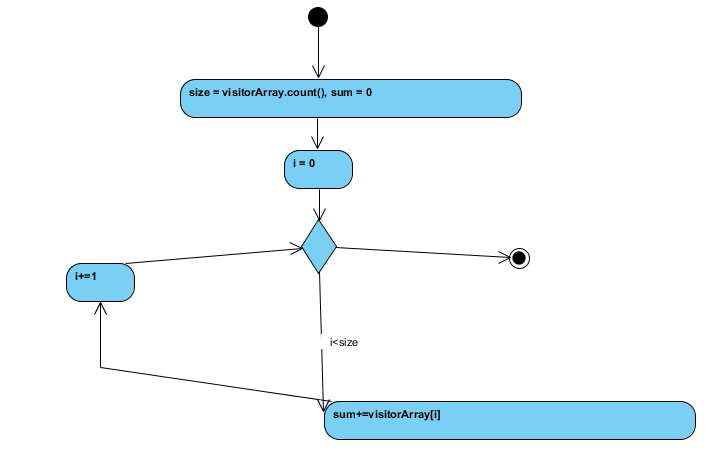 size = visitorArray.count(), sum = 0
i = 0
i+=1
i<size
sum+=visitorArray[i]